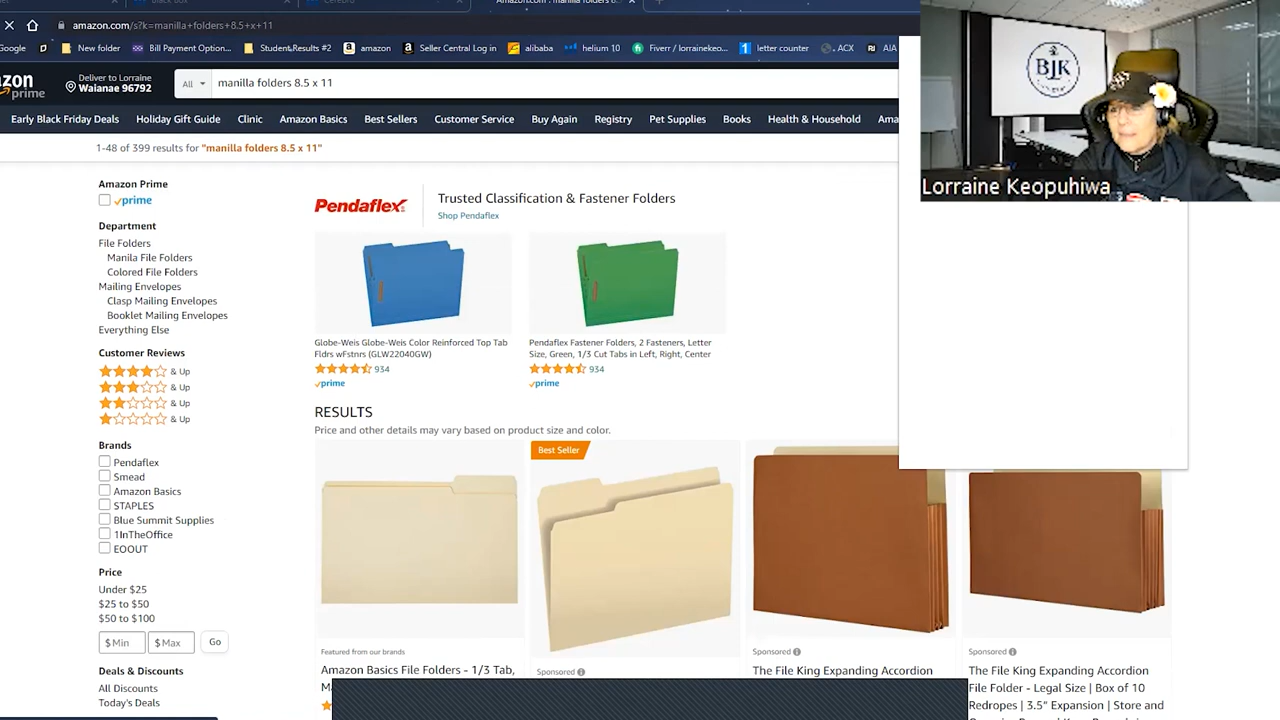 Black Box
Cerebro
Amazon.com : manilla folders 8.5
amazon.com/s?k=manilla+folders+8.5+x+11
Google
New folder
Bill Payment Option...
Student Results #2
amazon
Seller Central Log in
alibaba
helium 10
Fiverr / lorrainekeo...
letter counter
ACX
AIA
prime
Deliver to Lorraine
Waianae 96792
All
manilla folders 8.5 x 11
Early Black Friday Deals
Holiday Gift Guide
Clinic
Amazon Basics
Best Sellers
Customer Service
Buy Again
Registry
Pet Supplies
Books
Health & Household
BJK
Lorraine Keopuhiwa
1-48 of 399 results for "manilla folders 8.5 x 11"
Amazon Prime
prime
Department
File Folders
Manila File Folders
Colored File Folders
Mailing Envelopes
Clasp Mailing Envelopes
Booklet Mailing Envelopes
Everything Else
Customer Reviews
& Up
& Up
& Up
& Up
Brands
Pendaflex
Smead
Amazon Basics
STAPLES
Blue Summit Supplies
1InTheOffice
EOOUT
Price
Under $25
$25 to $50
$50 to $100
$ Min
$ Max
Go
Deals & Discounts
All Discounts
Today's Deals
Pendaflex
Trusted Classification & Fastener Folders
Shop Pendaflex
Globe-Weis Globe-Weis Color Reinforced Top Tab
Fldrs wFstnrs (GLW22040GW)
934
prime
Pendaflex Fastener Folders, 2 Fasteners, Letter
Size, Green, 1/3 Cut Tabs in Left, Right, Center
934
prime
RESULTS
Price and other details may vary based on product size and color.
Featured from our brands
Amazon Basics File Folders - 1/3 Tab,
Best Seller
Sponsored
Sponsored
The File King Expanding Accordion
Sponsored
The File King Expanding Accordion
File Folder - Legal Size | Box of 10
Redropes | 3.5" Expansion | Store and